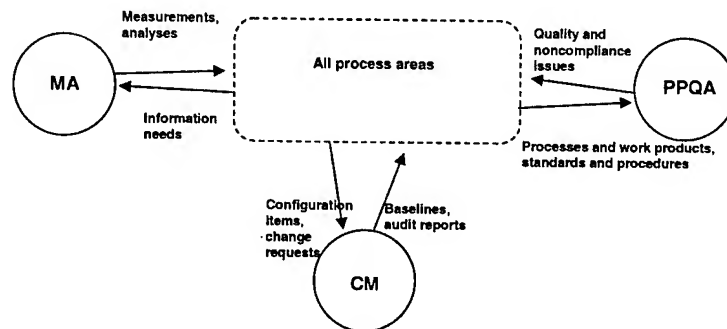 Measurements,
analyses
MA
Information
needs
All process areas
Quality and
noncompliance
issues
PPQA
Processes and work products,
standards and procedures
Configuration
items,
change
requests
Baselines,
audit reports
CM